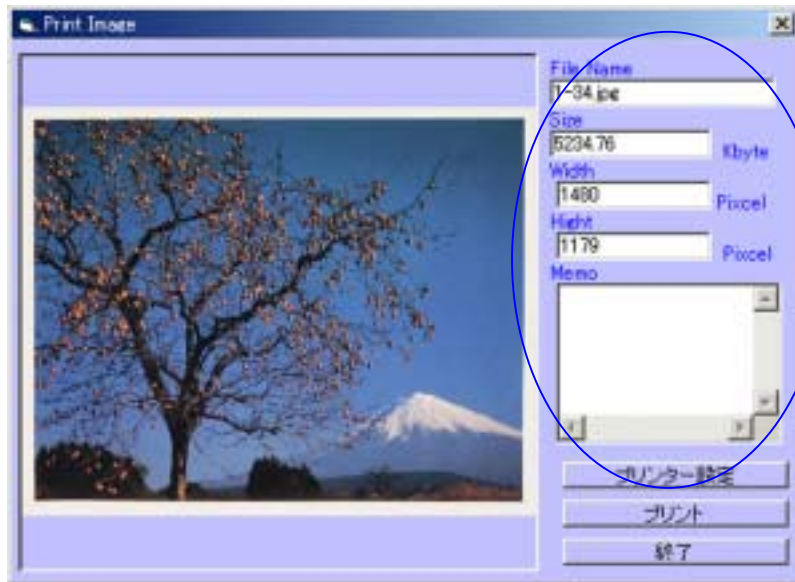 Print Image
File Name
1-34.jpg
Size
5234.76 Kbyte
Width
1480 Pixcel
Hight
1179 Pixcel
Memo
プリンター設定
プリント
終了